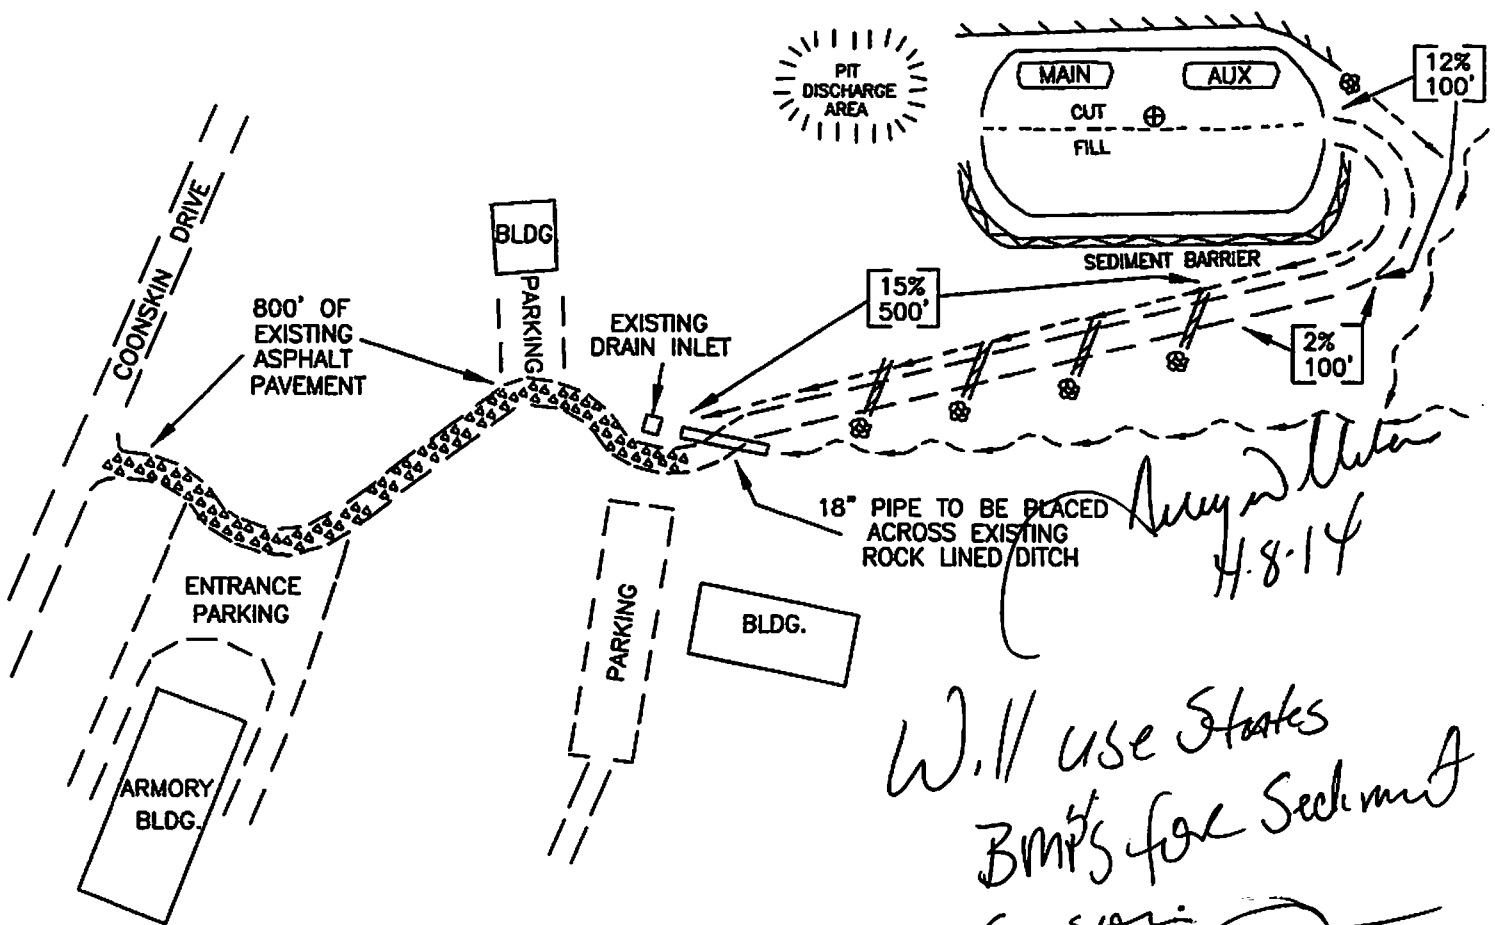 PIT
DISCHARGE
AREA
MAIN
AUX
12%
100'
CUT
FILL
COONSKIN DRIVE
BLDG
PARKING
SEDIMENT BARRIER
15%
500'
800' OF
EXISTING
ASPHALT
PAVEMENT
EXISTING
DRAIN INLET
2%
100'
18" PIPE TO BE PLACED
ACROSS EXISTING
ROCK LINED DITCH
4.8.14
ENTRANCE
PARKING
PARKING
BLDG.
Will use States
BMP's for Sediment
ARMORY
BLDG.